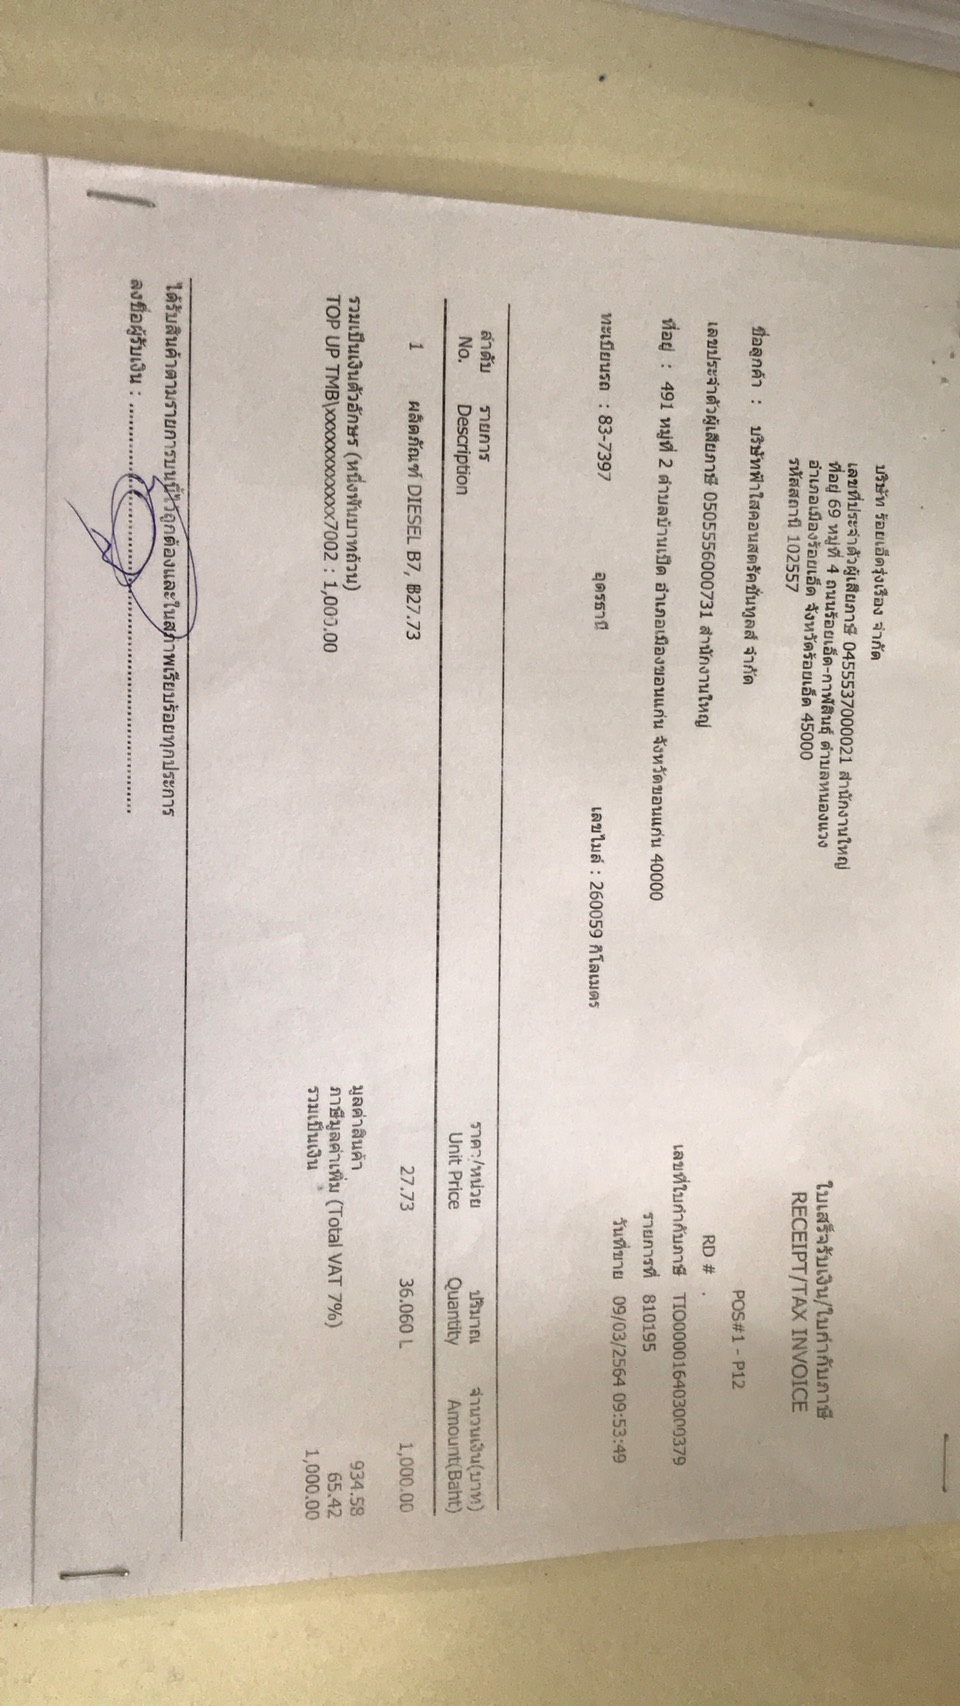 บริษัท ร้อยเอ็ดรุ่งเรือง จำกัด
เลขที่ประจำตัวผู้เสียภาษี 0455537000021 สำนักงานใหญ่
ที่อยู่ 69 หมู่ที่ 4 ถนนร้อยเอ็ด-กาฬสินธุ์ ตำบลหนองแวง
อำเภอเมืองร้อยเอ็ด จังหวัดร้อยเอ็ด 45000
รหัสสถานี 102557
ใบเสร็จรับเงิน/ใบกำกับภาษี
RECEIPT/TAX INVOICE
POS#1 - P12
ชื่อลูกค้า : บริษัทฟ้าใสคอนสตรัคชั่นทูลส์ จำกัด
RD # .
เลขประจำตัวผู้เสียภาษี 0505556000731 สำนักงานใหญ่
เลขที่ใบกำกับภาษี TIO000016403000379
ที่อยู่ : 491 หมู่ที่ 2 ตำบลบ้านเป็ด อำเภอเมืองขอนแก่น จังหวัดขอนแก่น 40000
รายการที่ 810195
วันที่ขาย 09/03/2564 09:53:49
ทะเบียนรถ : 83-7397 อุดรธานี เลขไมล์ : 260059 กิโลเมตร
ลำดับ รายการ ราคา/หน่วย ปริมาณ จำนวนเงิน(บาท)
No. Description Unit Price Quantity Amount(Baht)
1 ผลิตภัณฑ์ DIESEL B7, ฿27.73 27.73 36.060 L 1,000.00
รวมเป็นเงินตัวอักษร (หนึ่งพันบาทถ้วน) มูลค่าสินค้า 934.58
TOP UP TMB\xxxxxxxxxxxx7002 : 1,000.00 ภาษีมูลค่าเพิ่ม (Total VAT 7%) 65.42
รวมเป็นเงิน 1,000.00
ได้รับสินค้าตามรายการบนนี้ไว้ถูกต้องและในสภาพเรียบร้อยทุกประการ
ลงชื่อผู้รับเงิน : ..........................................................